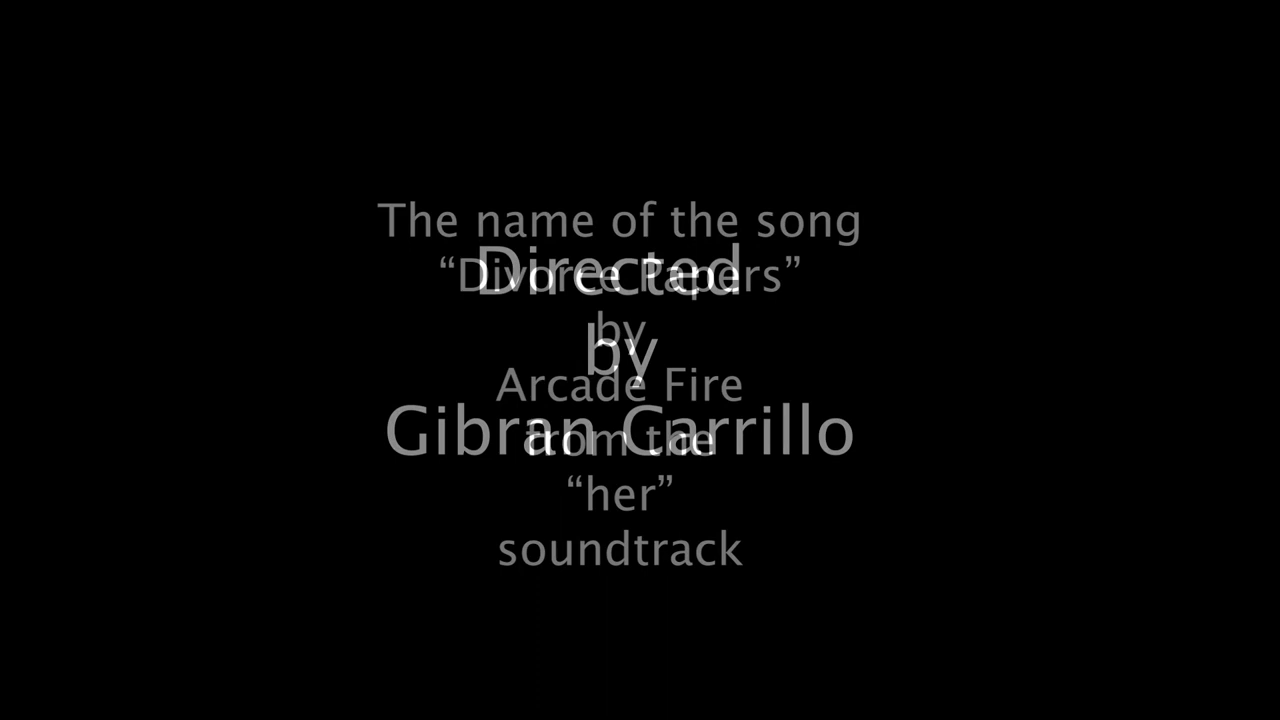 The name of the song
“Divorce Papers”
by
Arcade Fire
from the
“her”
soundtrack
Directed
by
Gibran Carrillo